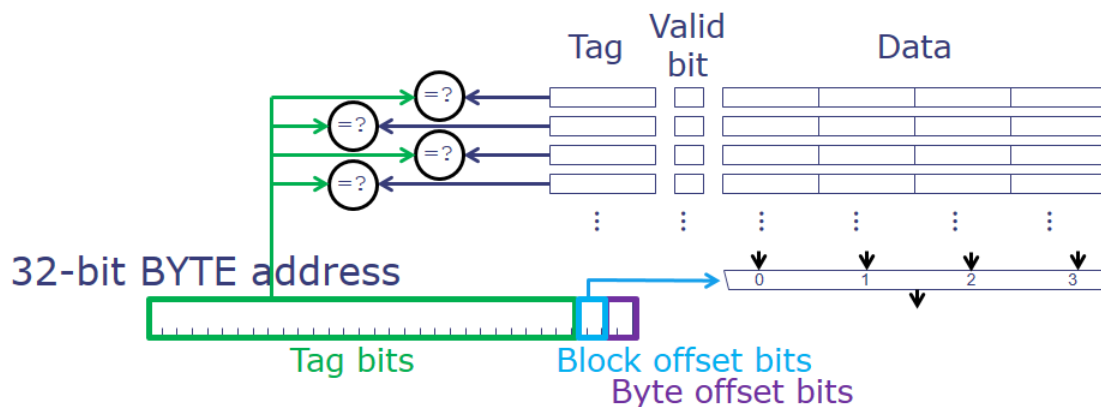 Tag Valid bit Data
=?
=?
=?
=?
⋮ ⋮ ⋮ ⋮ ⋮ ⋮
32-bit BYTE address
0 1 2 3
Tag bits Block offset bits
Byte offset bits